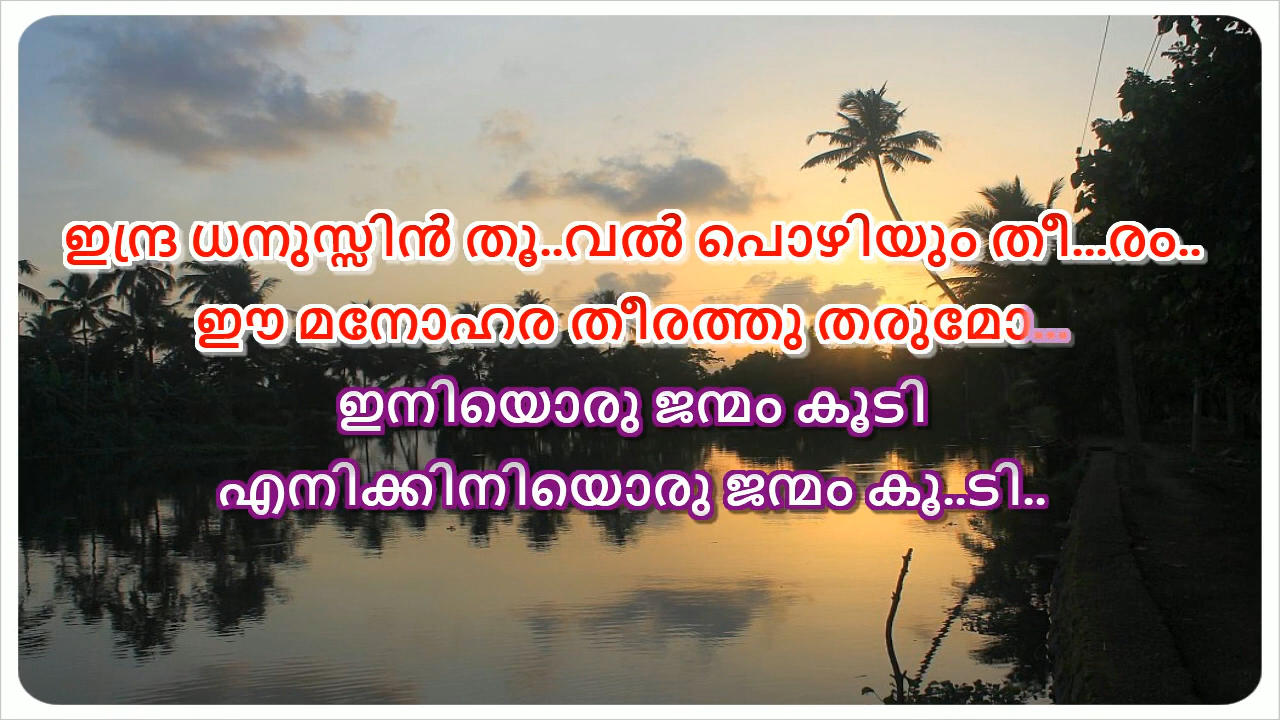 ഇന്ദ്ര ധനുസ്സിൻ തൂ..വൽ പൊഴിയും തീ...രം..
ഈ മനോഹര തീരത്തു തരുമോ...
ഇനിയൊരു ജന്മം കൂടി
എനിക്കിനിയൊരു ജന്മം കൂ..ടി..